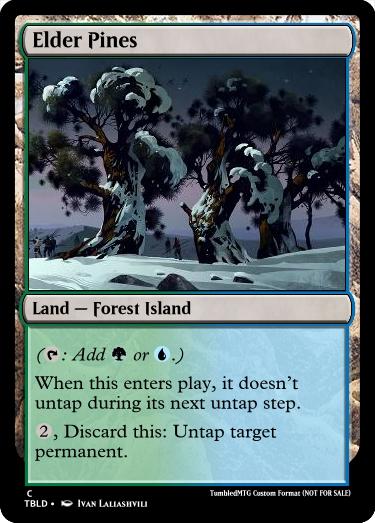 Elder Pines
Land — Forest Island
(: Add or .)
When this enters play, it doesn't
untap during its next untap step.
2, Discard this: Untap target
permanent.
C
TBLD • Ivan Laliashvili
TumbledMTG Custom Format (NOT FOR SALE)